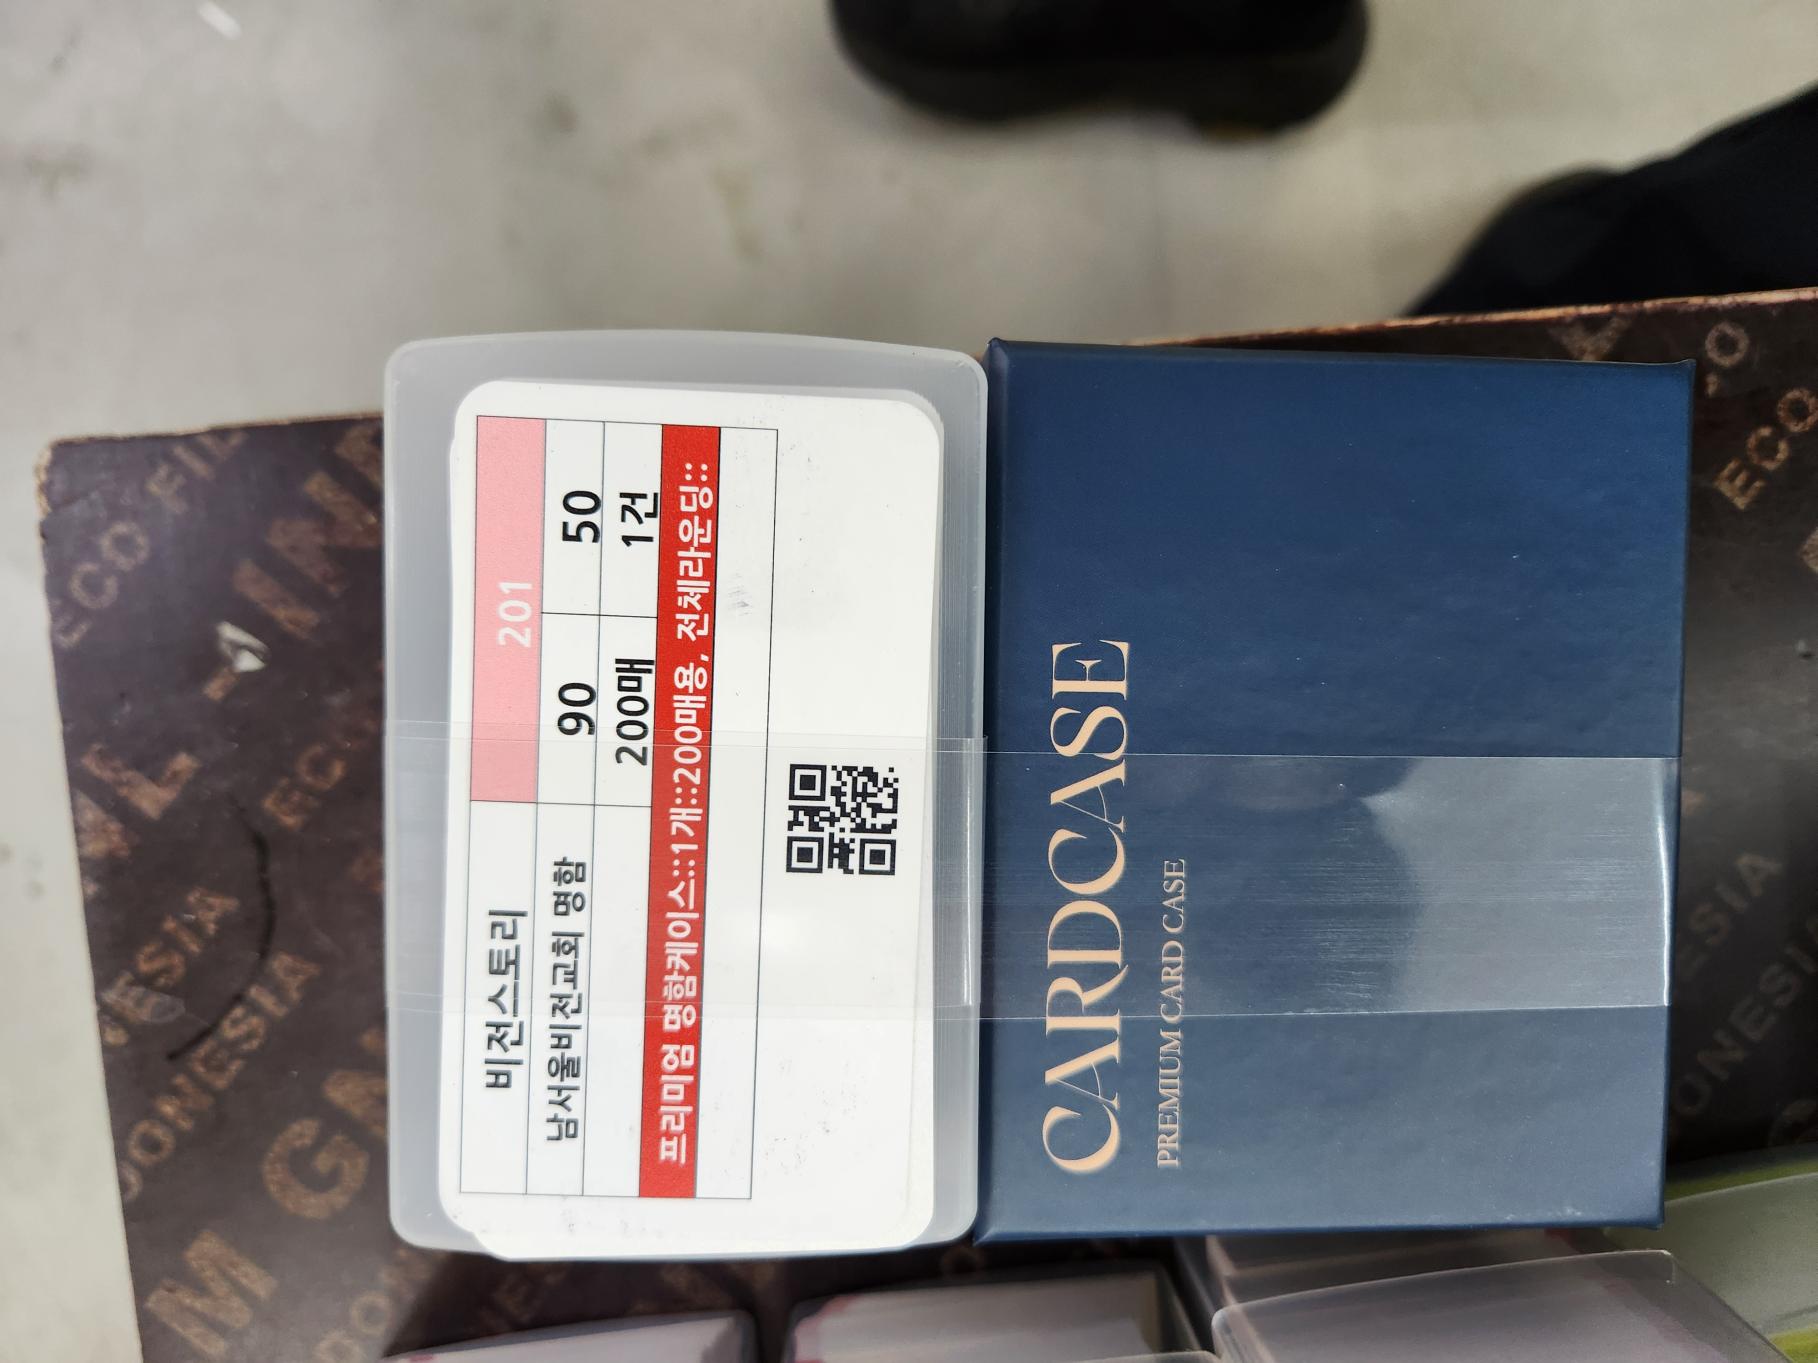 비전스토리 201
남서울비전교회 명함 90 50
200매 1건
프리미엄 명함케이스::1개::200매용, 전체라운딩::
CARDCASE
PREMIUM CARD CASE
ECO
ECO
INDONESIA
ECO